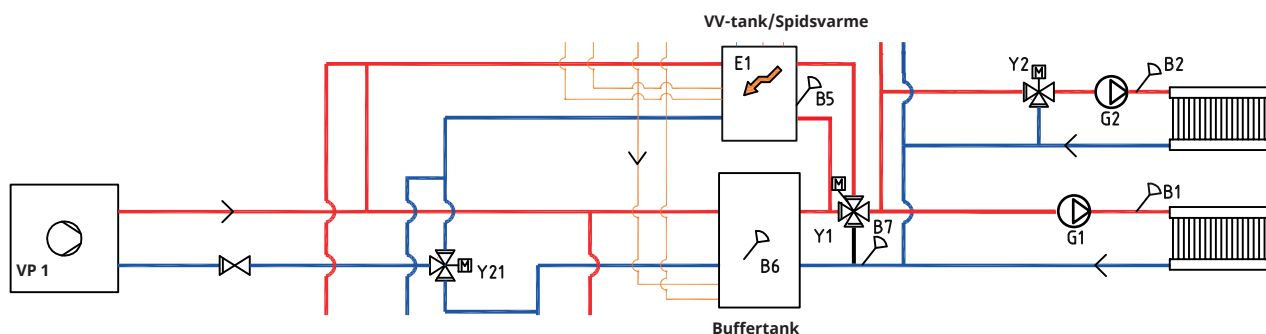 VV-tank/Spidsvarme
E1
B5
Y2
M
G2
B2
M
Y1
B7
G1
B1
VP 1
M
Y21
B6
Buffertank